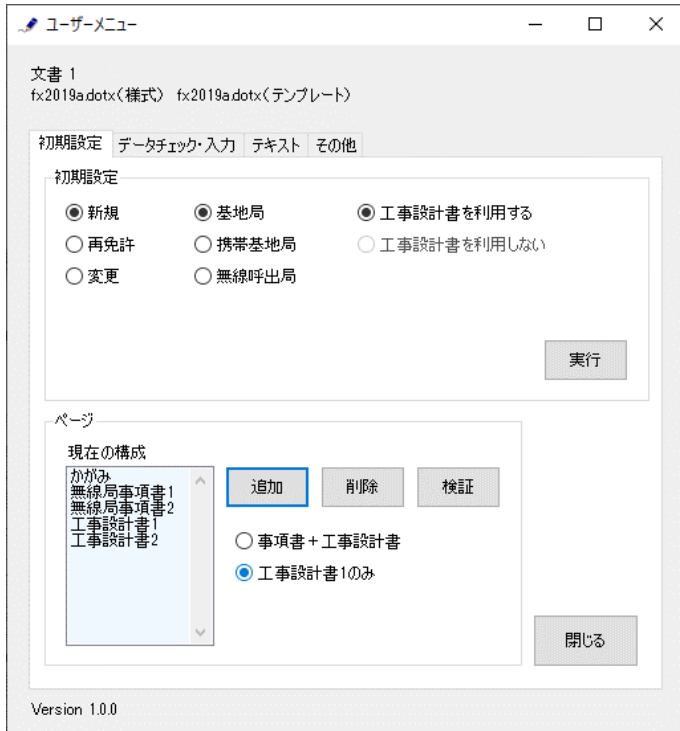 ユーザーメニュー
文書 1
fx2019a.dotx(様式) fx2019a.dotx(テンプレート)
初期設定 データチェック・入力 テキスト その他
初期設定
新規 基地局 工事設計書を利用する
再免許 携帯基地局 工事設計書を利用しない
変更 無線呼出局
実行
ページ
現在の構成
かがみ
無線局事項書1
無線局事項書2
工事設計書1
工事設計書2
追加 削除 検証
事項書+工事設計書
工事設計書1のみ
閉じる
Version 1.0.0